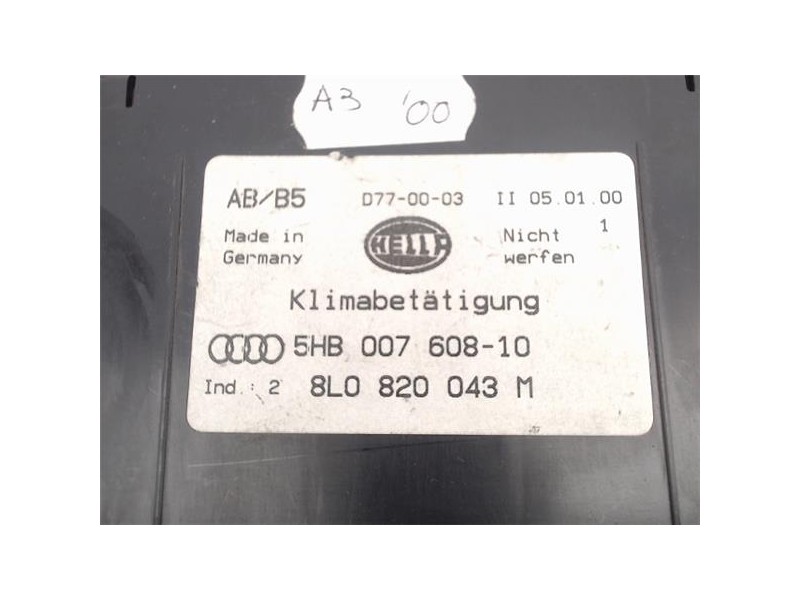 A3 '00
AB/B5 D77-00-03 II 05.01.00
Made in Germany
HELLA
Nicht werfen
1
Klimabetätigung
5HB 007 608-10
Ind.: 2 8L0 820 043 M